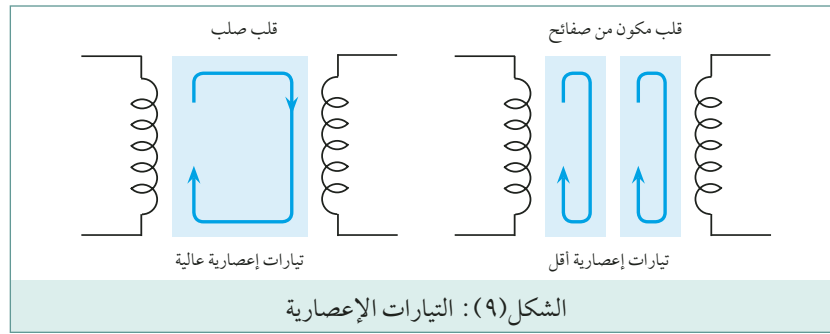 قلب مكون من صفائح
قلب صلب
تيارات إعصارية أقل
تيارات إعصارية عالية
الشكل(٩): التيارات الإعصارية